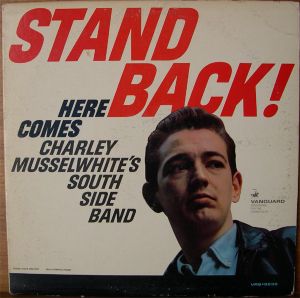 STAND
BACK!
HERE
COMES
CHARLEY
MUSSELWHITE'S
SOUTH
SIDE
BAND
VANGUARD